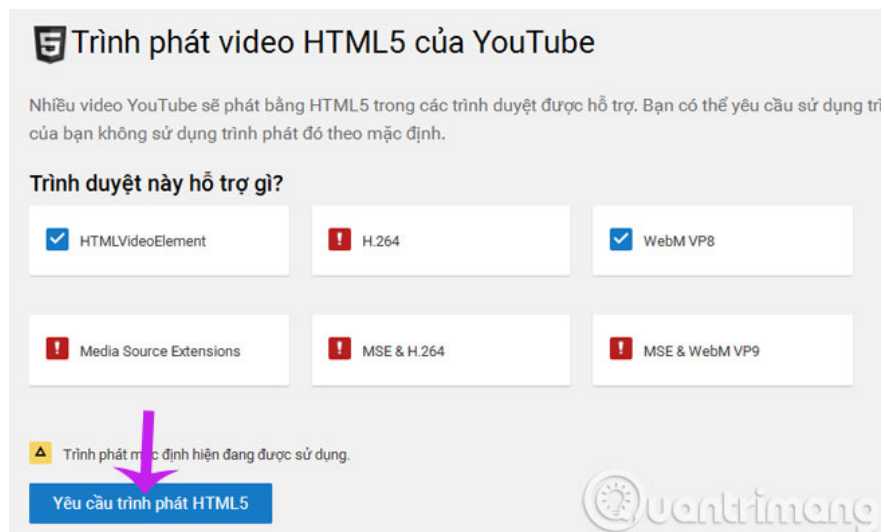 Trình phát video HTML5 của YouTube
Nhiều video YouTube sẽ phát bằng HTML5 trong các trình duyệt được hỗ trợ. Bạn có thể yêu cầu sử dụng
của bạn không sử dụng trình phát đó theo mặc định.
Trình duyệt này hỗ trợ gì?
HTMLVideoElement
H.264
WebM VP8
Media Source Extensions
MSE & H.264
MSE & WebM VP9
Trình phát mặc định hiện đang được sử dụng.
Yêu cầu trình phát HTML5
Quantrimang